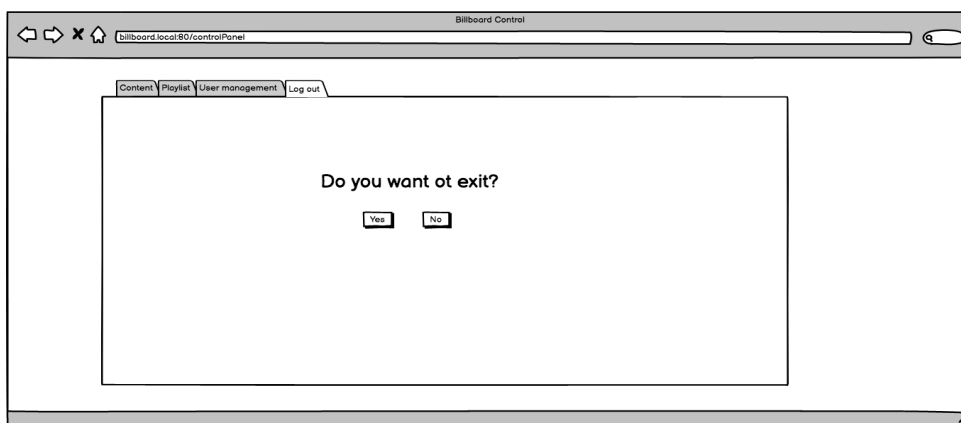 Billboard Control
billboard.local:80/controlPanel
Content Playlist User management Log out
Do you want ot exit?
Yes No